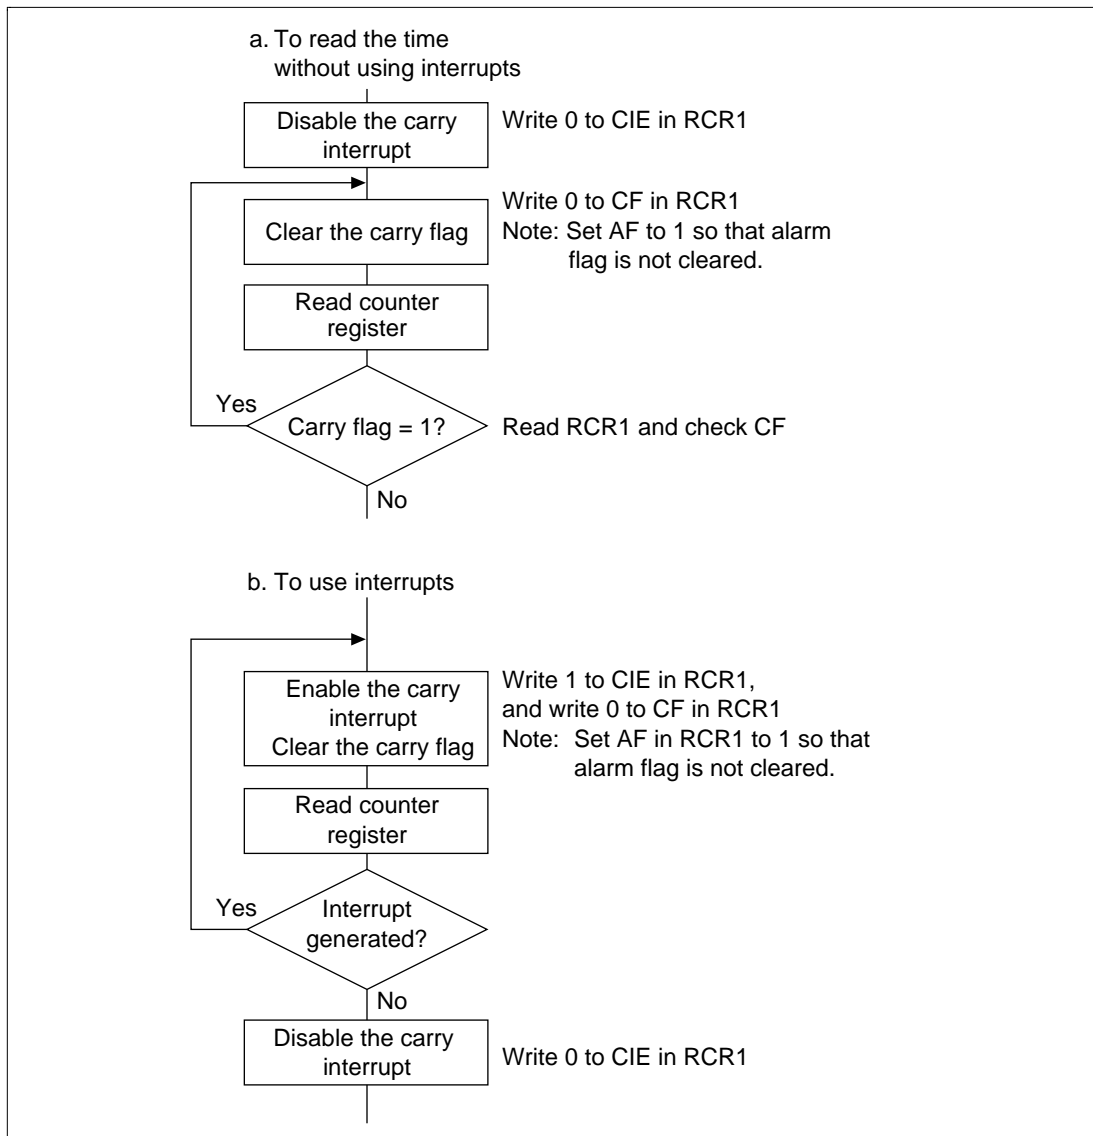 a. To read the time
without using interrupts
Disable the carry
interrupt
Write 0 to CIE in RCR1
Clear the carry flag
Write 0 to CF in RCR1
Note: Set AF to 1 so that alarm
flag is not cleared.
Read counter
register
Yes
Carry flag = 1?
Read RCR1 and check CF
No
b. To use interrupts
Enable the carry
interrupt
Clear the carry flag
Write 1 to CIE in RCR1,
and write 0 to CF in RCR1
Note: Set AF in RCR1 to 1 so that
alarm flag is not cleared.
Read counter
register
Yes
Interrupt
generated?
No
Disable the carry
interrupt
Write 0 to CIE in RCR1